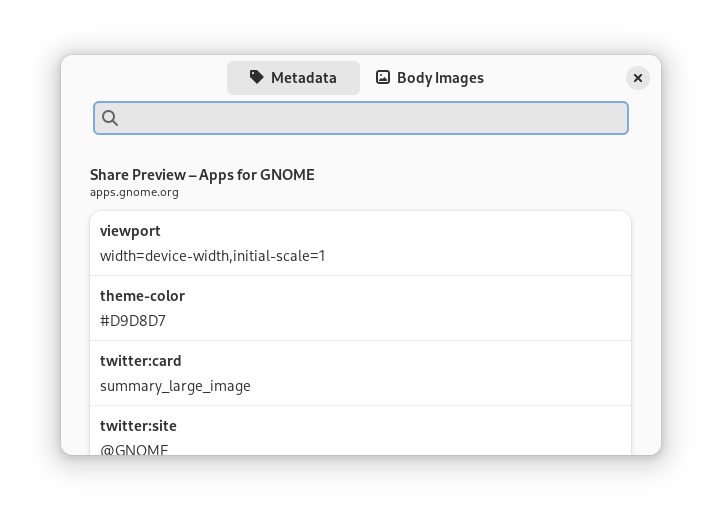 Metadata
Body Images
Share Preview – Apps for GNOME
apps.gnome.org
viewport
width=device-width,initial-scale=1
theme-color
#D9D8D7
twitter:card
summary_large_image
twitter:site
@GNOME